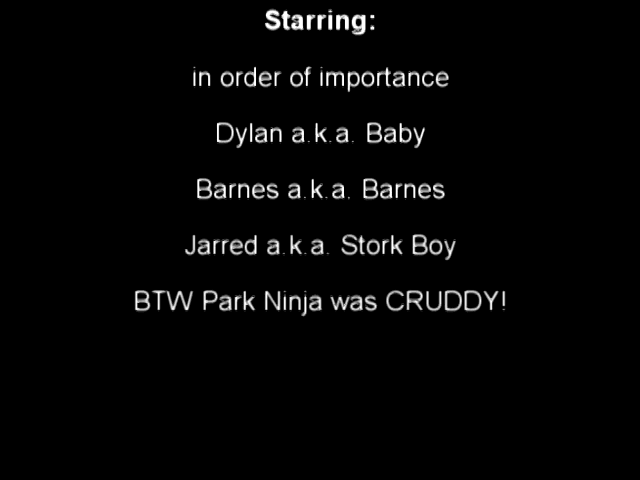 Starring:
in order of importance
Dylan a.k.a. Baby
Barnes a.k.a. Barnes
Jarred a.k.a. Stork Boy
BTW Park Ninja was CRUDDY!